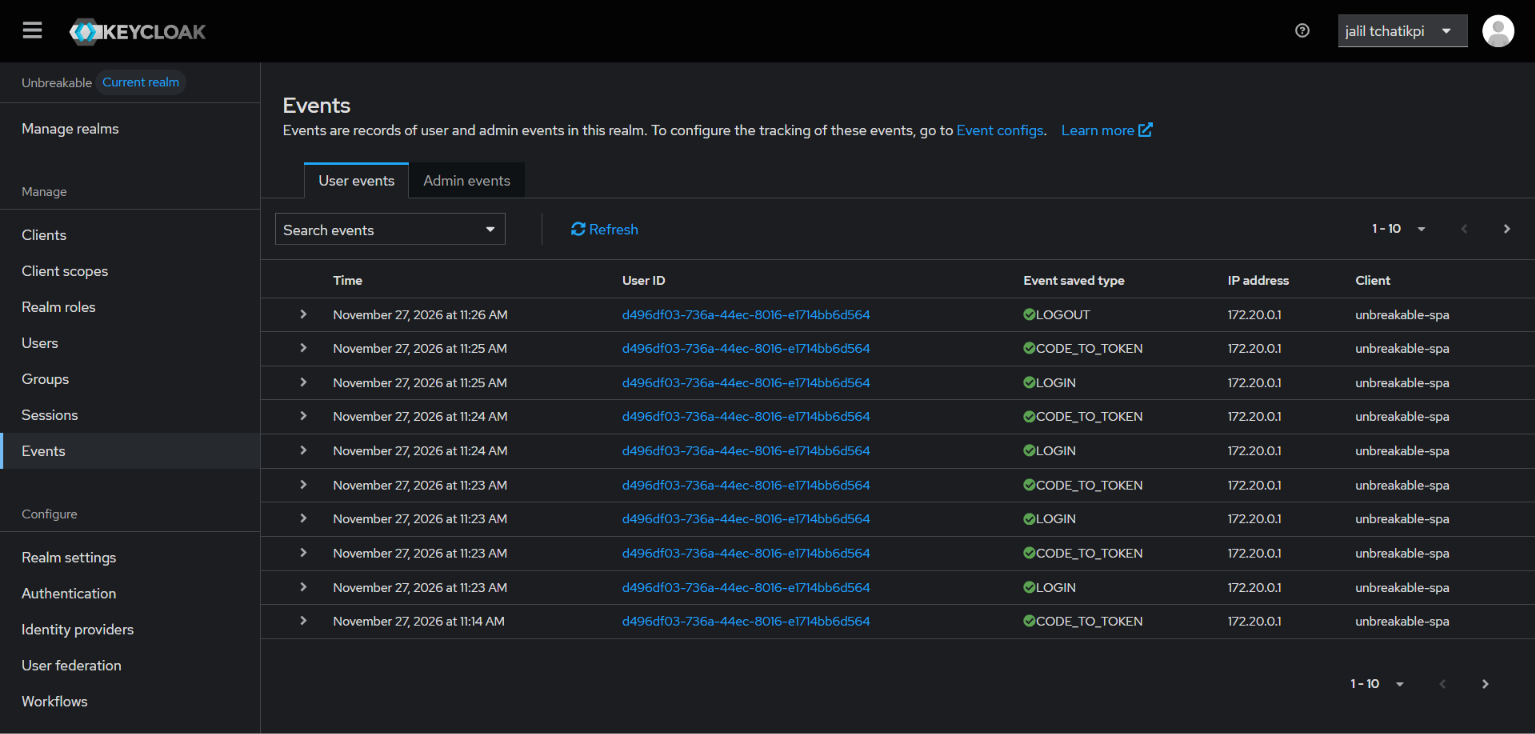 KEYCLOAK
jalil tchatikpi
Unbreakable Current realm
Manage realms
Manage
Clients
Client scopes
Realm roles
Users
Groups
Sessions
Events
Configure
Realm settings
Authentication
Identity providers
User federation
Workflows
Events
Events are records of user and admin events in this realm. To configure the tracking of these events, go to Event configs. Learn more
User events Admin events
Search events Refresh 1 - 10
Time User ID Event saved type IP address Client
November 27, 2026 at 11:26 AM d496df03-736a-44ec-8016-e1714bb6d564 LOGOUT 172.20.0.1 unbreakable-spa
November 27, 2026 at 11:25 AM d496df03-736a-44ec-8016-e1714bb6d564 CODE_TO_TOKEN 172.20.0.1 unbreakable-spa
November 27, 2026 at 11:25 AM d496df03-736a-44ec-8016-e1714bb6d564 LOGIN 172.20.0.1 unbreakable-spa
November 27, 2026 at 11:24 AM d496df03-736a-44ec-8016-e1714bb6d564 CODE_TO_TOKEN 172.20.0.1 unbreakable-spa
November 27, 2026 at 11:24 AM d496df03-736a-44ec-8016-e1714bb6d564 LOGIN 172.20.0.1 unbreakable-spa
November 27, 2026 at 11:23 AM d496df03-736a-44ec-8016-e1714bb6d564 CODE_TO_TOKEN 172.20.0.1 unbreakable-spa
November 27, 2026 at 11:23 AM d496df03-736a-44ec-8016-e1714bb6d564 LOGIN 172.20.0.1 unbreakable-spa
November 27, 2026 at 11:23 AM d496df03-736a-44ec-8016-e1714bb6d564 CODE_TO_TOKEN 172.20.0.1 unbreakable-spa
November 27, 2026 at 11:23 AM d496df03-736a-44ec-8016-e1714bb6d564 LOGIN 172.20.0.1 unbreakable-spa
November 27, 2026 at 11:14 AM d496df03-736a-44ec-8016-e1714bb6d564 CODE_TO_TOKEN 172.20.0.1 unbreakable-spa
1 - 10